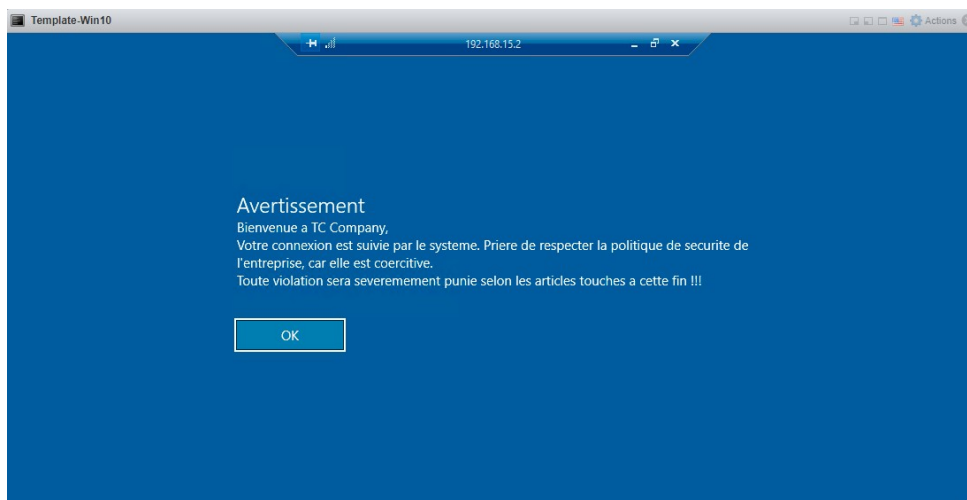 Template-Win10
Actions
192.168.15.2
Avertissement
Bienvenue a TC Company,
Votre connexion est suivie par le systeme. Priere de respecter la politique de securite de
l'entreprise, car elle est coercitive.
Toute violation sera severemement punie selon les articles touches a cette fin !!!
OK